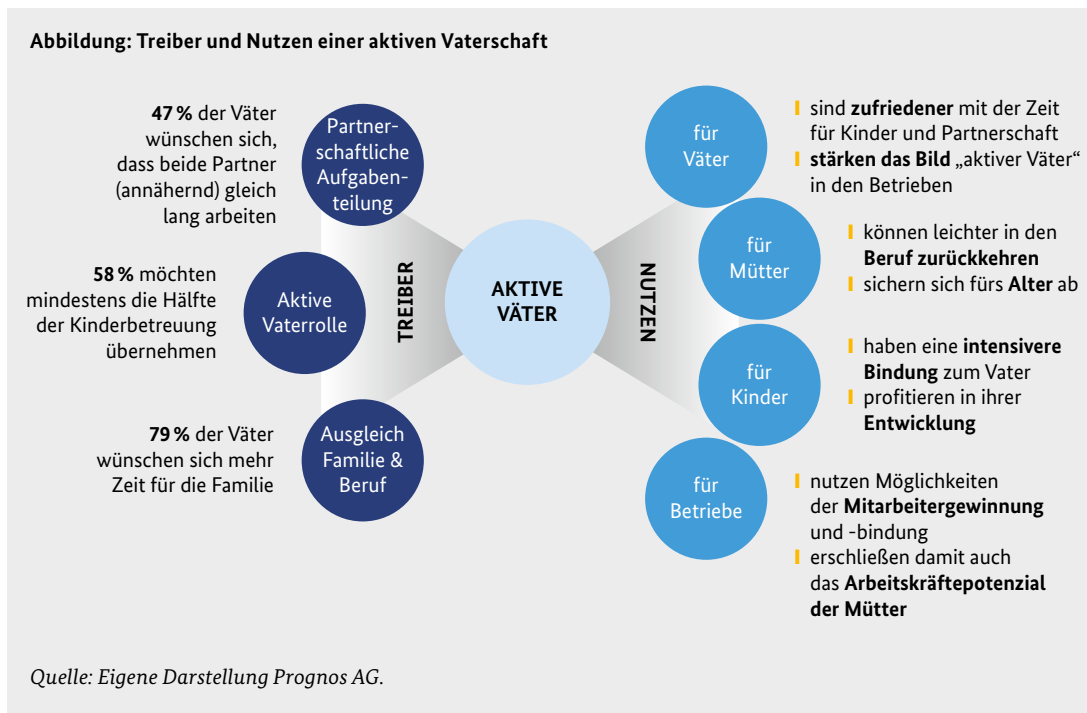 Abbildung: Treiber und Nutzen einer aktiven Vaterschaft
47 % der Väter
wünschen sich,
dass beide Partner
(annähernd) gleich
lang arbeiten
Partner-
schaftliche
Aufgaben-
teilung
58 % möchten
mindestens die Hälfte
der Kinderbetreuung
übernehmen
Aktive
Vaterrolle
79 % der Väter
wünschen sich mehr
Zeit für die Familie
Ausgleich
Familie &
Beruf
TREIBER
AKTIVE
VÄTER
NUTZEN
für
Väter
sind zufriedener mit der Zeit
für Kinder und Partnerschaft
stärken das Bild „aktiver Väter“
in den Betrieben
für
Mütter
können leichter in den
Beruf zurückkehren
sichern sich fürs Alter ab
für
Kinder
haben eine intensivere
Bindung zum Vater
profitieren in ihrer
Entwicklung
für
Betriebe
nutzen Möglichkeiten
der Mitarbeitergewinnung
und -bindung
erschließen damit auch
das Arbeitskräftepotenzial
der Mütter
Quelle: Eigene Darstellung Prognos AG.